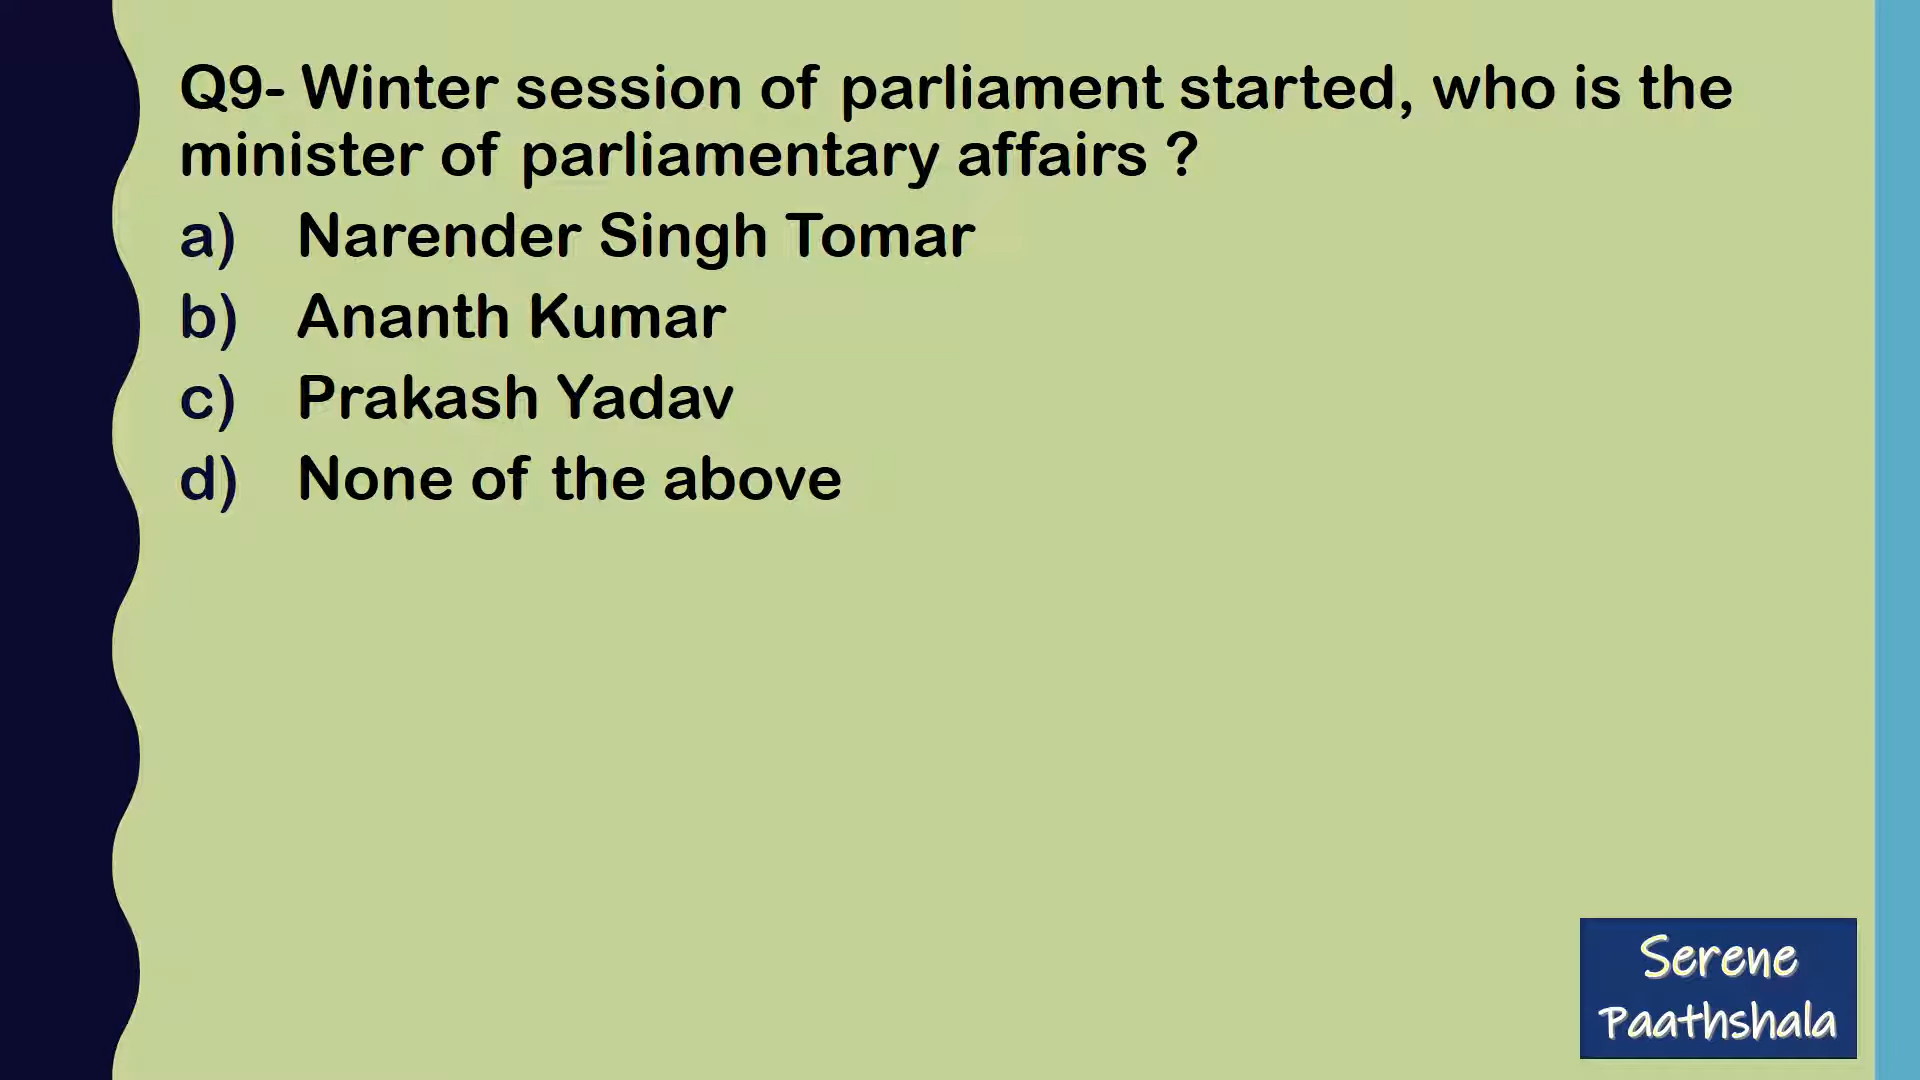 Q9- Winter session of parliament started, who is the
minister of parliamentary affairs ?
a) Narender Singh Tomar
b) Ananth Kumar
c) Prakash Yadav
d) None of the above
Serene
Paathshala